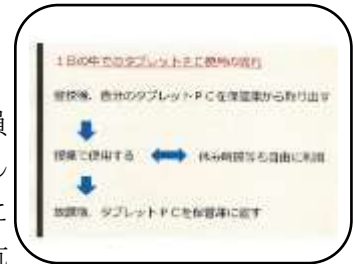 1日の中でのタブレットPC使用の流れ
登校後、自分のタブレットPCを保管庫から取り出す
授業で使用する 休み時間等も自由に利用
放課後、タブレットPCを保管庫に返す